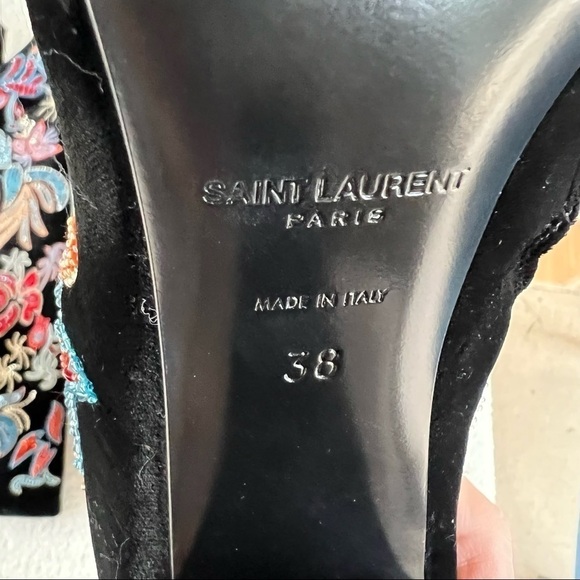 SAINT LAURENT
PARIS
MADE IN ITALY
38